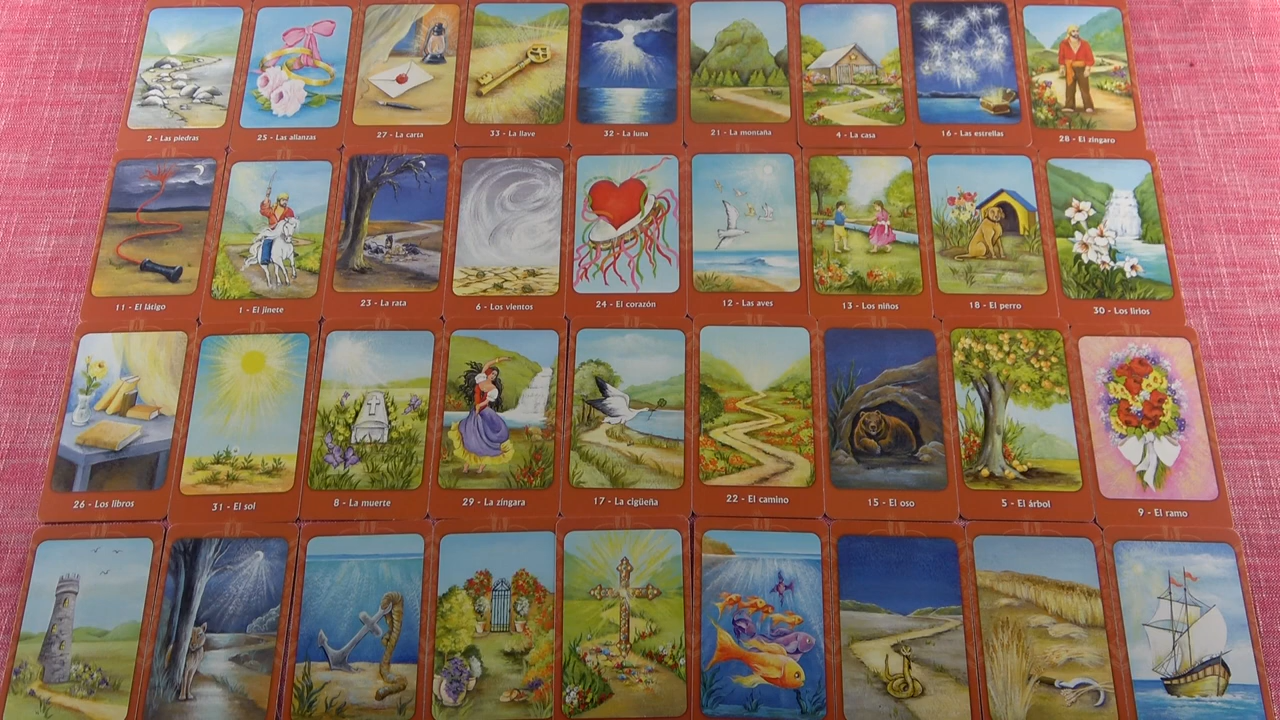 2 - Las piedras
25 - Las alianzas
27 - La carta
33 - La llave
32 - La luna
21 - La montaña
4 - La casa
16 - Las estrellas
28 - El zíngaro
11 - El látigo
1 - El jinete
23 - La rata
6 - Los vientos
24 - El corazón
12 - Las aves
13 - Los niños
18 - El perro
30 - Los lirios
26 - Los libros
31 - El sol
8 - La muerte
29 - La zíngara
17 - La cigüeña
22 - El camino
15 - El oso
5 - El árbol
9 - El ramo